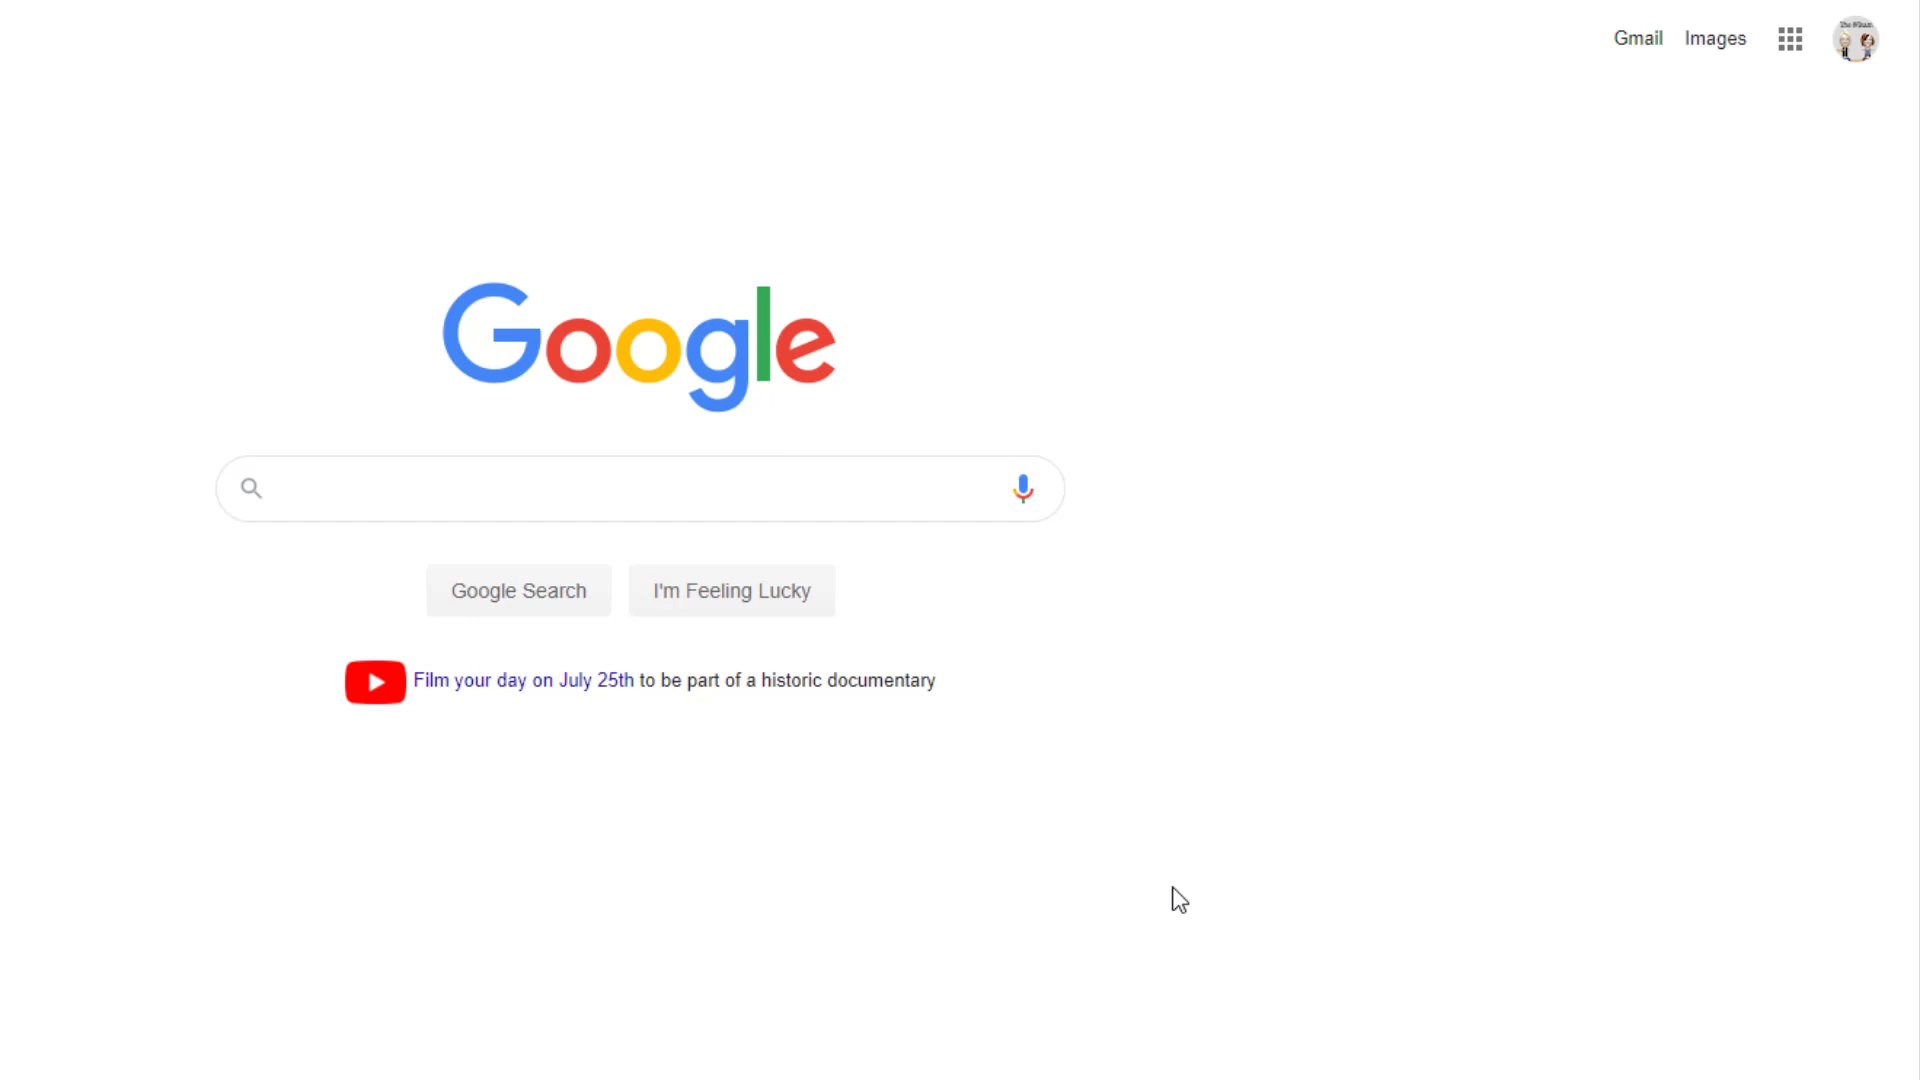 Gmail Images
Google
Google Search I'm Feeling Lucky
Film your day on July 25th to be part of a historic documentary